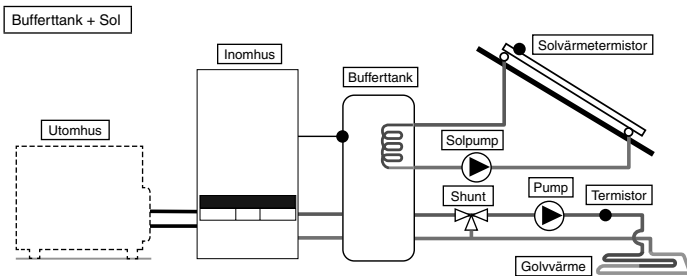 Bufferttank + Sol
Solvärmetermistor
Inomhus
Bufferttank
Utomhus
Solpump
Shunt
Pump
Termistor
Golvvärme